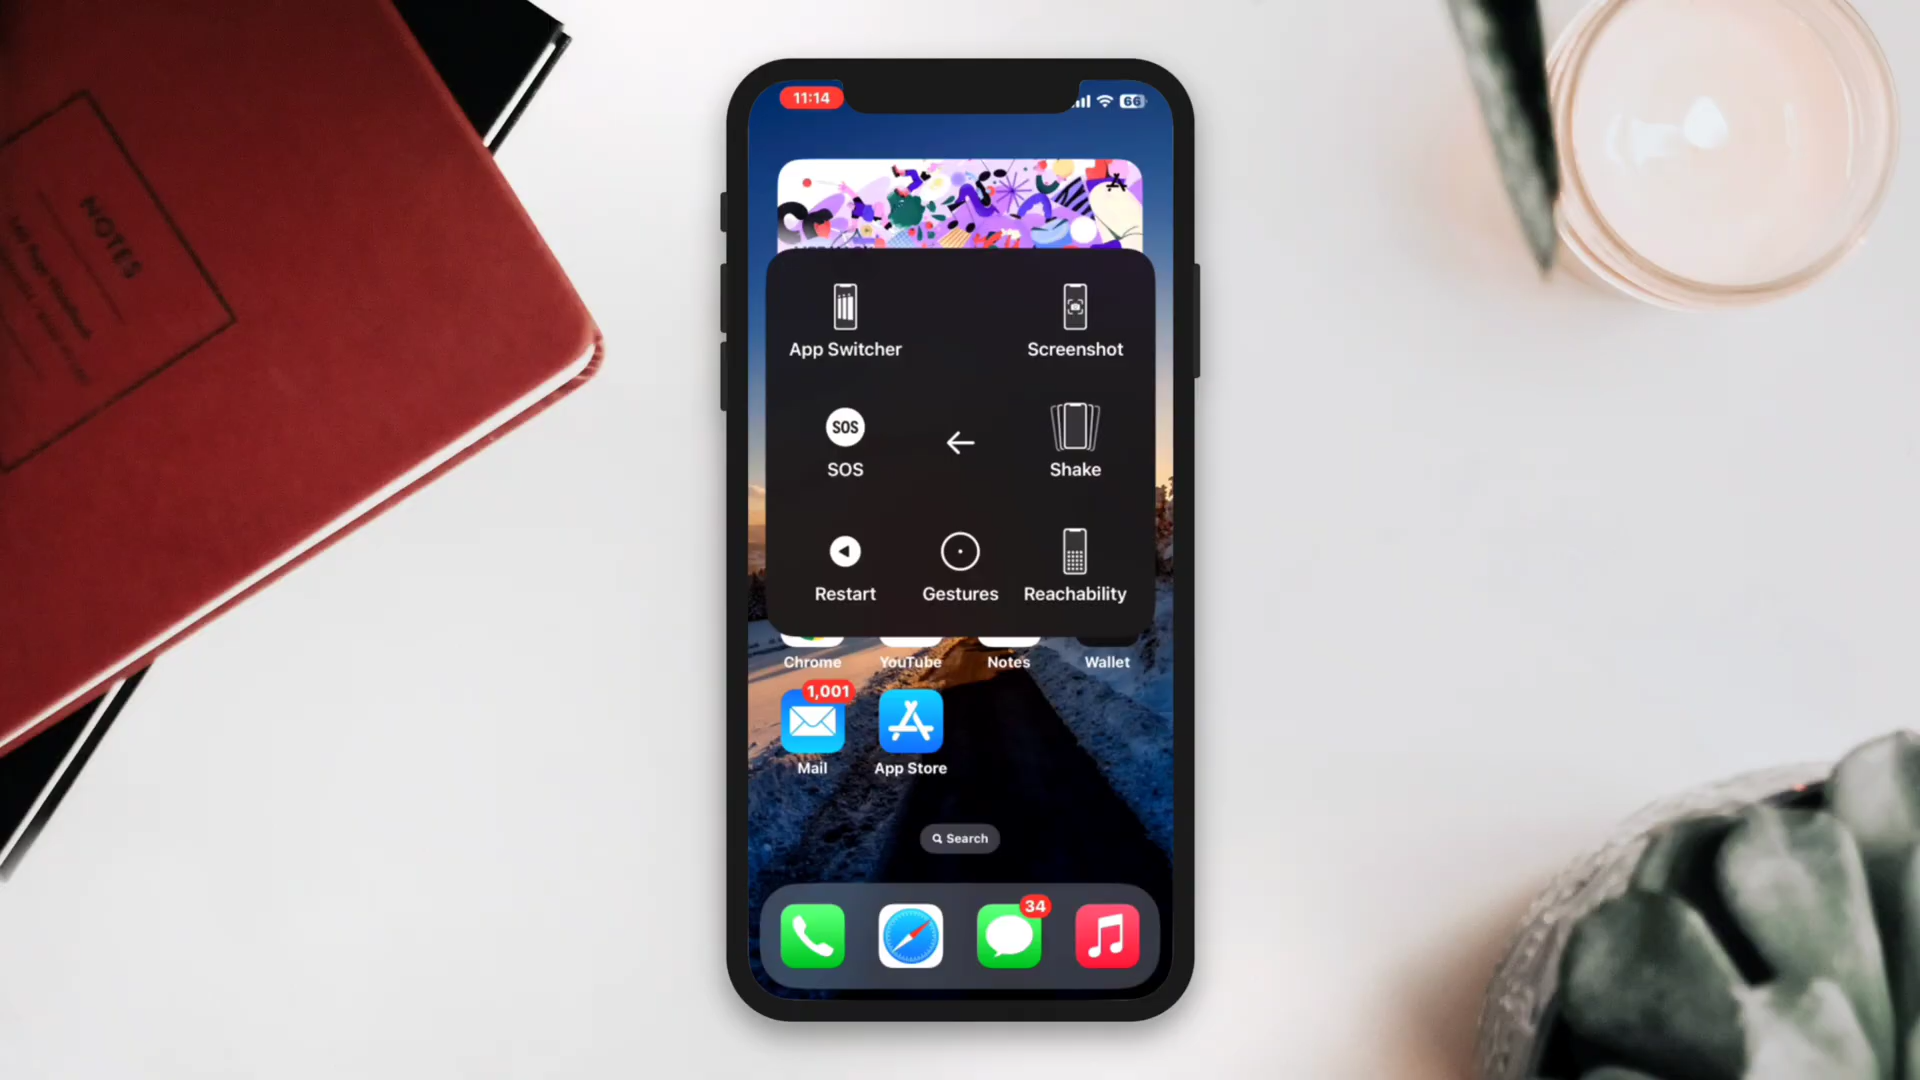 NOTES
11:14
66
App Switcher
Screenshot
SOS
SOS
Shake
Restart
Gestures
Reachability
Chrome
YouTube
Notes
Wallet
1,001
Mail
App Store
Search
34